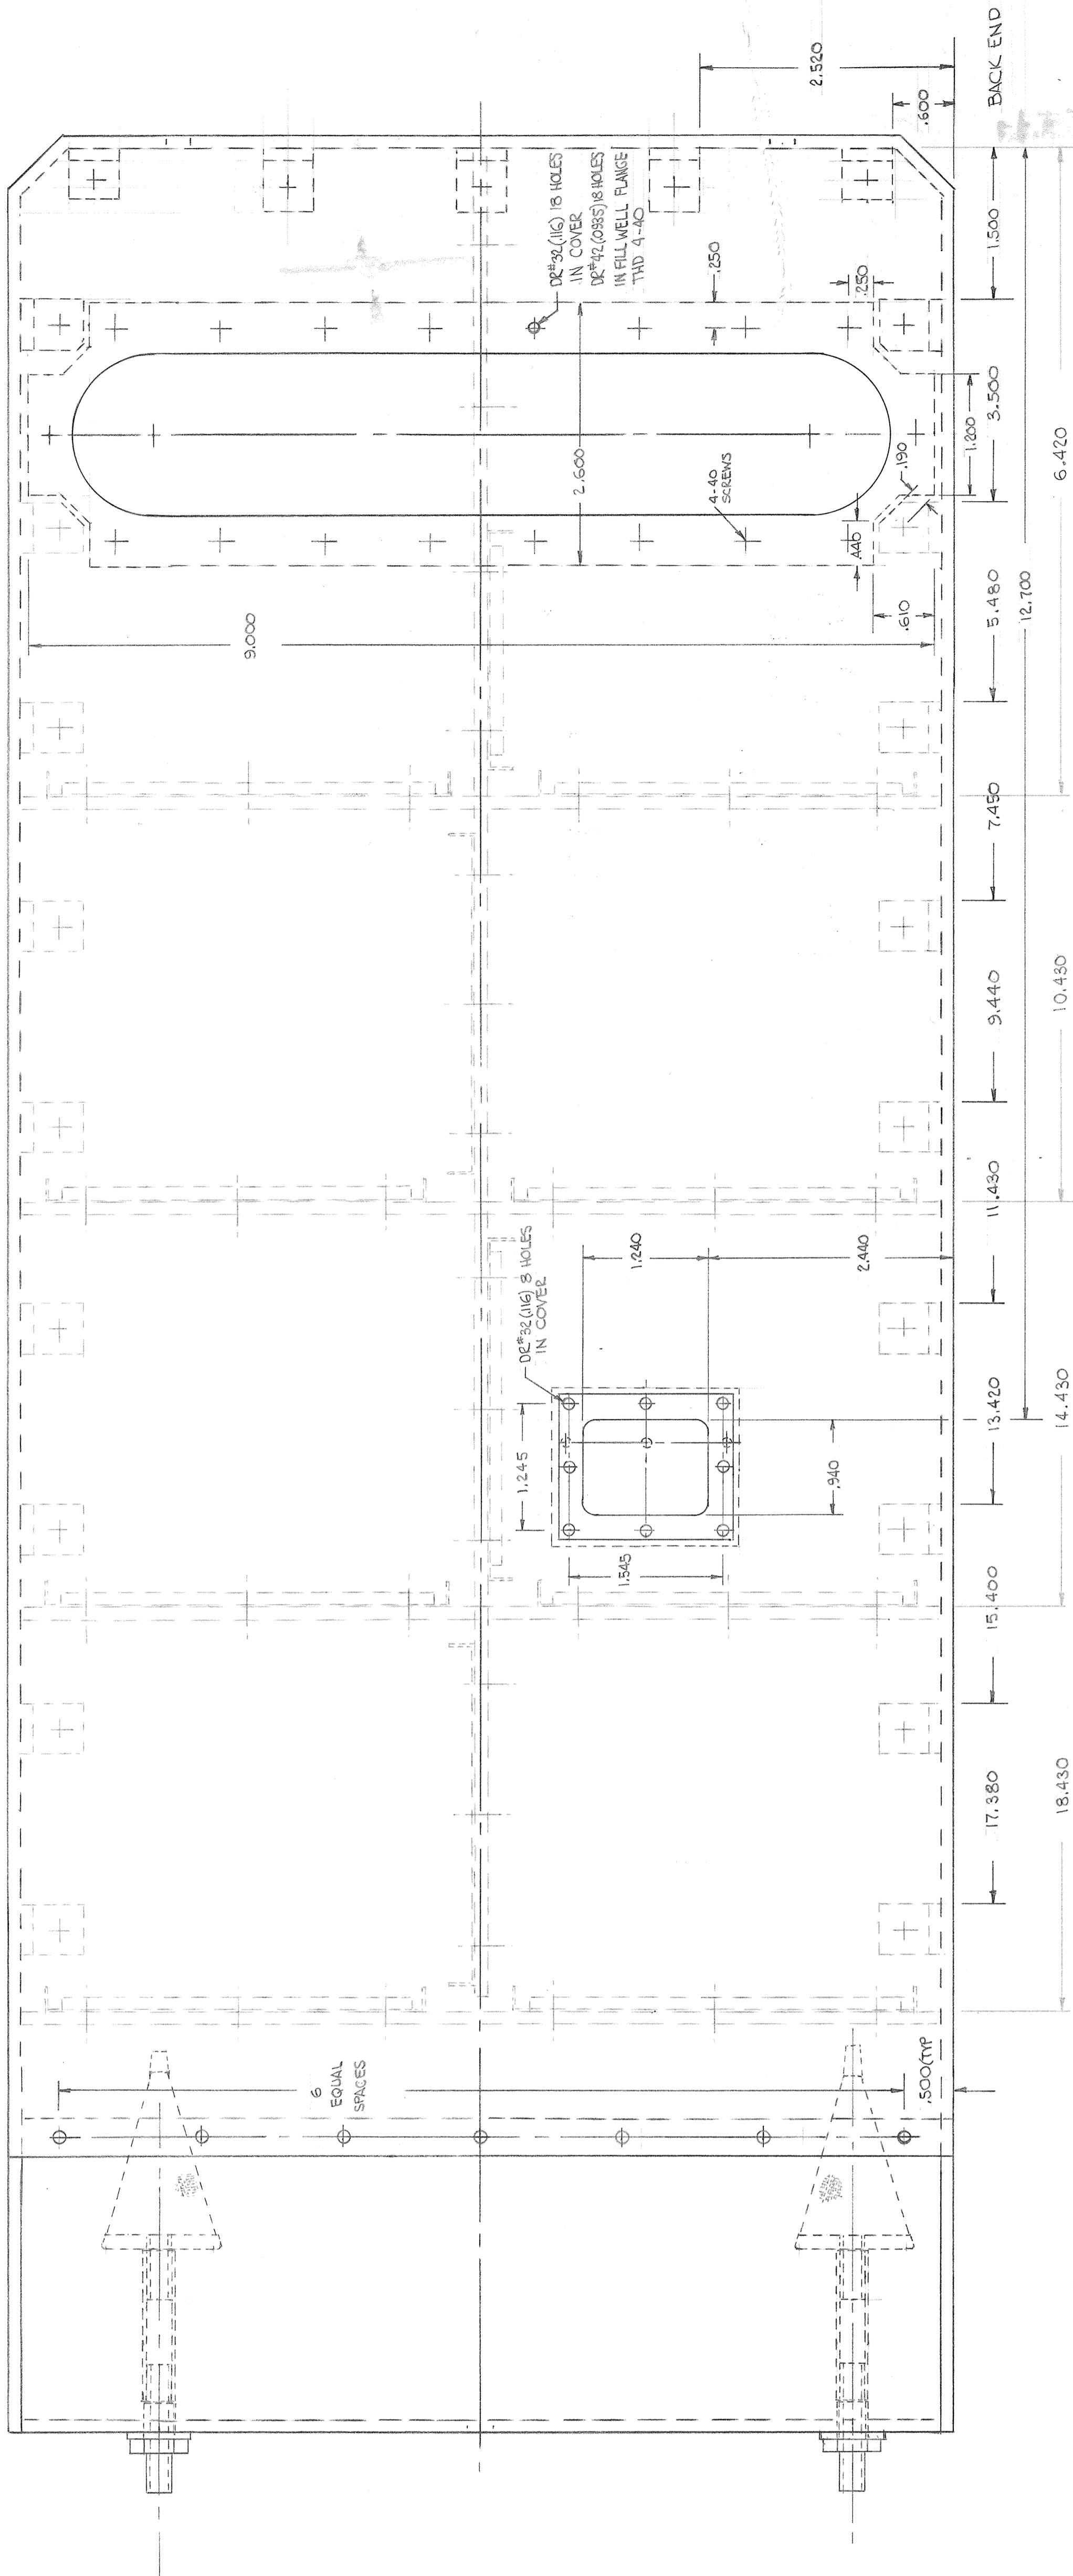 BACK END
2.520
.600
DR#32(.116) 18 HOLES
IN COVER
DR#42(.0935)18 HOLES
IN FILL WELL FLANGE
THD 4-40
.250
.250
1.500
3.500
1.200
.190
2.600
4-40
SCREWS
.440
.610
9.000
6.420
5.480
12.700
7.450
9.440
10.430
11.430
DR#32(.116) 8 HOLES
IN COVER
1.240
2.440
1.245
.940
1.545
13.420
14.430
15.400
17.380
18.430
6
EQUAL
SPACES
.500(TYP